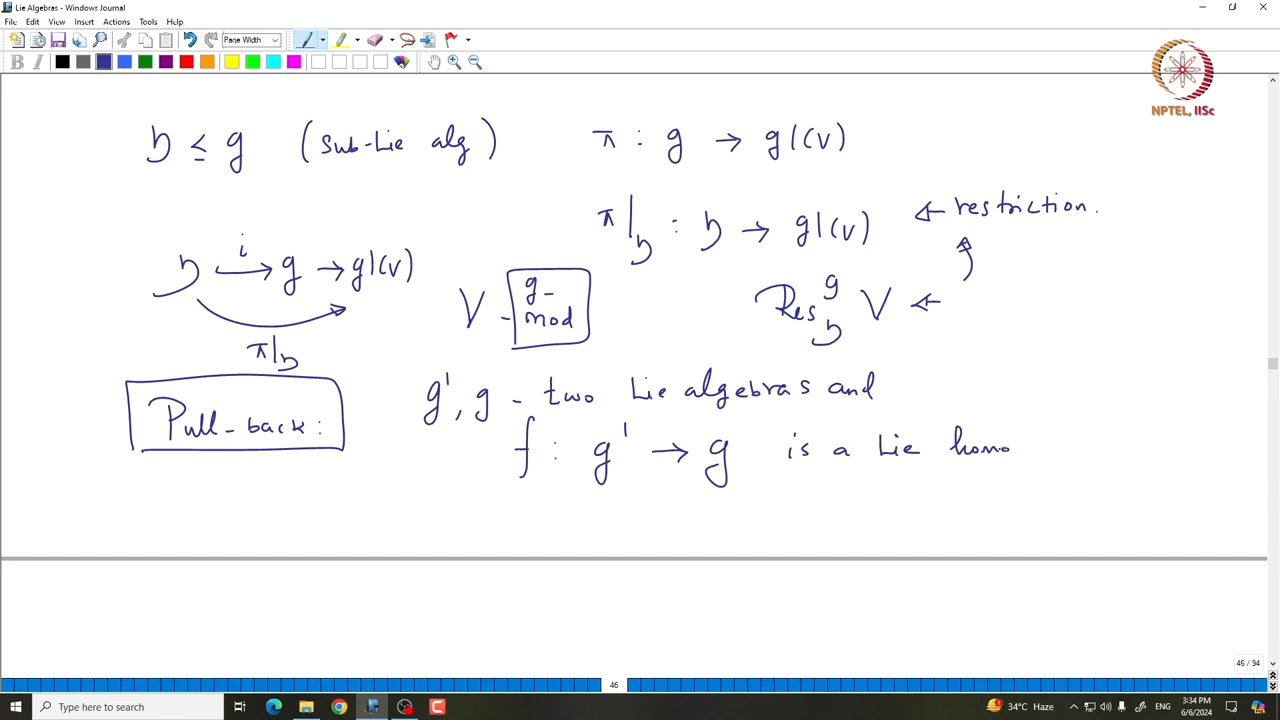 Lie Algebras - Windows Journal
File Edit View Insert Actions Tools Help
Page Width
B I
NPTEL, IISc
h ≤ g (Sub-Lie alg) π : g → gl(V)
π|h : h → gl(V) ← restriction.
h i→ g → gl(V)
π|h
V - g-mod
Res g h V ←
Pull-back :
g', g - two Lie algebras and
f : g' → g is a Lie homo
46 / 94
46
Type here to search
34°C Haze
3:34 PM
6/6/2024